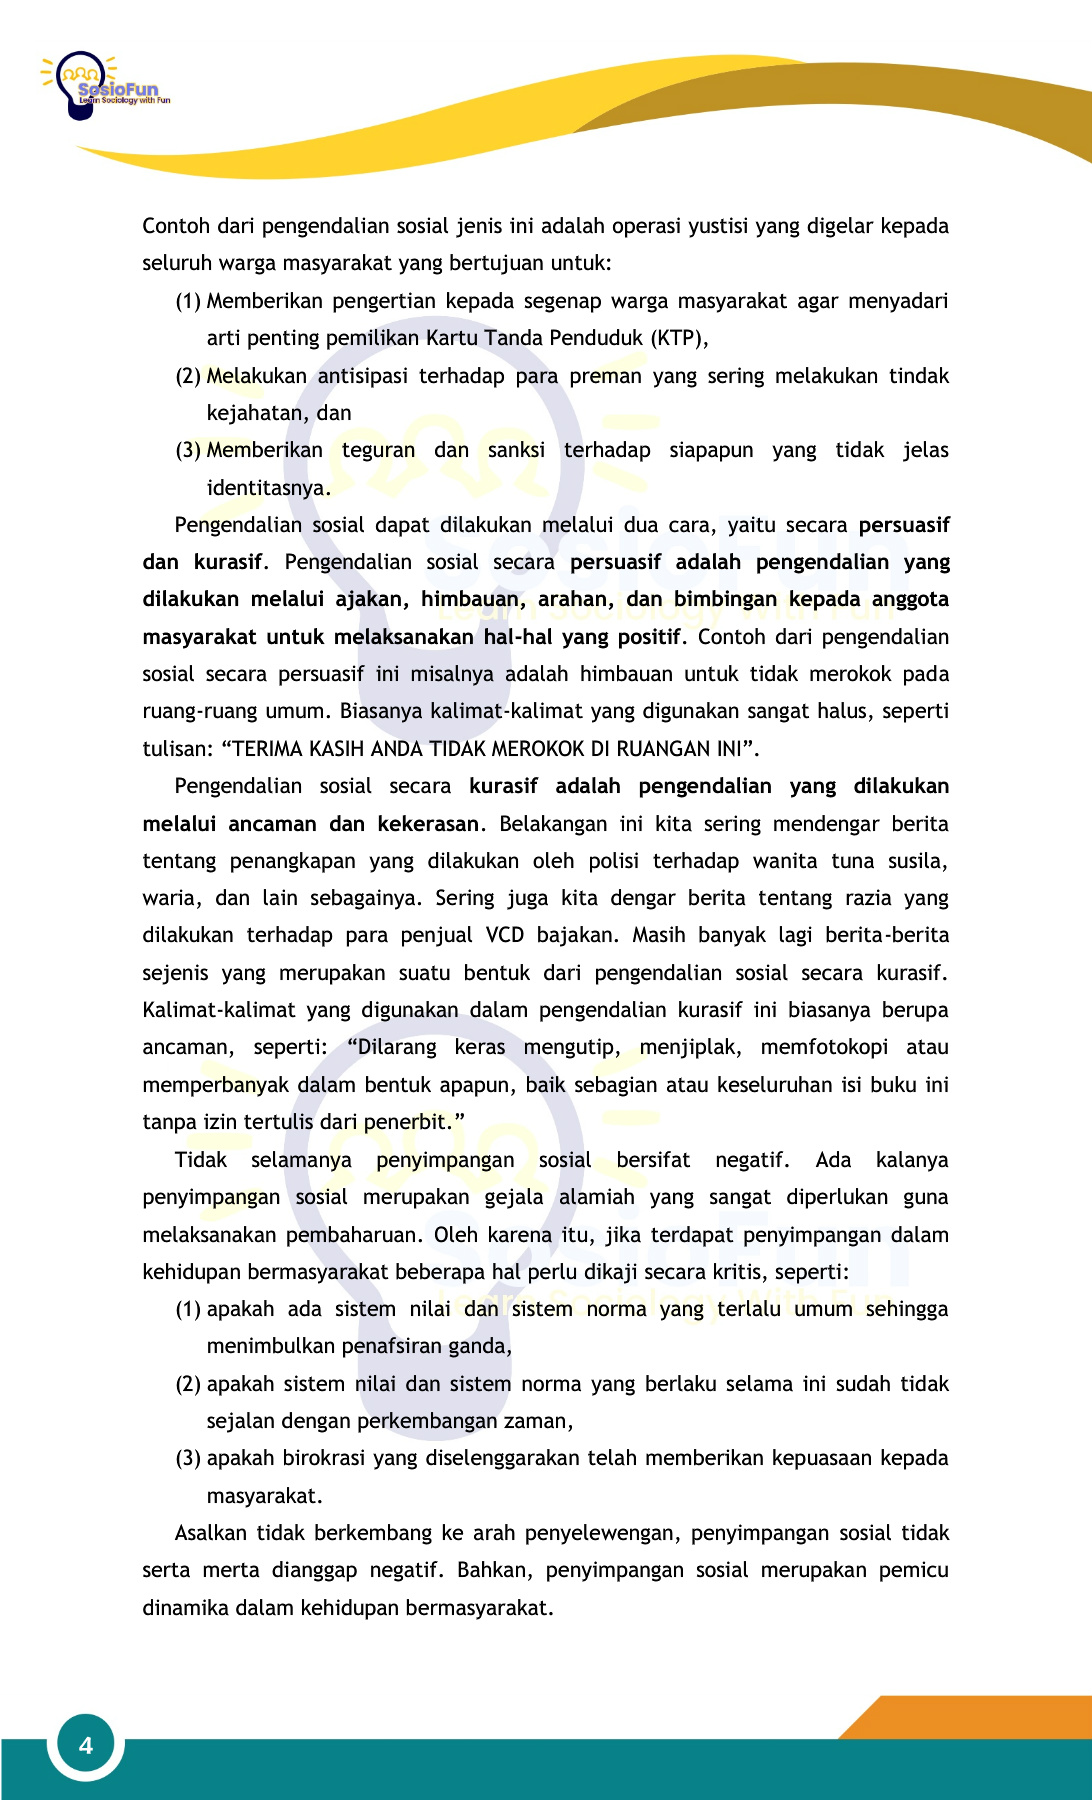 SosioFun
Learn Sociology with Fun
Contoh dari pengendalian sosial jenis ini adalah operasi yustisi yang digelar kepada
seluruh warga masyarakat yang bertujuan untuk:
(1) Memberikan pengertian kepada segenap warga masyarakat agar menyadari
arti penting pemilikan Kartu Tanda Penduduk (KTP),
(2) Melakukan antisipasi terhadap para preman yang sering melakukan tindak
kejahatan, dan
(3) Memberikan teguran dan sanksi terhadap siapapun yang tidak jelas
identitasnya.
Pengendalian sosial dapat dilakukan melalui dua cara, yaitu secara persuasif
dan kurasif. Pengendalian sosial secara persuasif adalah pengendalian yang
dilakukan melalui ajakan, himbauan, arahan, dan bimbingan kepada anggota
masyarakat untuk melaksanakan hal-hal yang positif. Contoh dari pengendalian
sosial secara persuasif ini misalnya adalah himbauan untuk tidak merokok pada
ruang-ruang umum. Biasanya kalimat-kalimat yang digunakan sangat halus, seperti
tulisan: “TERIMA KASIH ANDA TIDAK MEROKOK DI RUANGAN INI”.
Pengendalian sosial secara kurasif adalah pengendalian yang dilakukan
melalui ancaman dan kekerasan. Belakangan ini kita sering mendengar berita
tentang penangkapan yang dilakukan oleh polisi terhadap wanita tuna susila,
waria, dan lain sebagainya. Sering juga kita dengar berita tentang razia yang
dilakukan terhadap para penjual VCD bajakan. Masih banyak lagi berita-berita
sejenis yang merupakan suatu bentuk dari pengendalian sosial secara kurasif.
Kalimat-kalimat yang digunakan dalam pengendalian kurasif ini biasanya berupa
ancaman, seperti: “Dilarang keras mengutip, menjiplak, memfotokopi atau
memperbanyak dalam bentuk apapun, baik sebagian atau keseluruhan isi buku ini
tanpa izin tertulis dari penerbit.”
Tidak selamanya penyimpangan sosial bersifat negatif. Ada kalanya
penyimpangan sosial merupakan gejala alamiah yang sangat diperlukan guna
melaksanakan pembaharuan. Oleh karena itu, jika terdapat penyimpangan dalam
kehidupan bermasyarakat beberapa hal perlu dikaji secara kritis, seperti:
(1) apakah ada sistem nilai dan sistem norma yang terlalu umum sehingga
menimbulkan penafsiran ganda,
(2) apakah sistem nilai dan sistem norma yang berlaku selama ini sudah tidak
sejalan dengan perkembangan zaman,
(3) apakah birokrasi yang diselenggarakan telah memberikan kepuasaan kepada
masyarakat.
Asalkan tidak berkembang ke arah penyelewengan, penyimpangan sosial tidak
serta merta dianggap negatif. Bahkan, penyimpangan sosial merupakan pemicu
dinamika dalam kehidupan bermasyarakat.
SosioFun
Learn Sociology With Fun
SosioFun
Learn Sociology With Fun
4